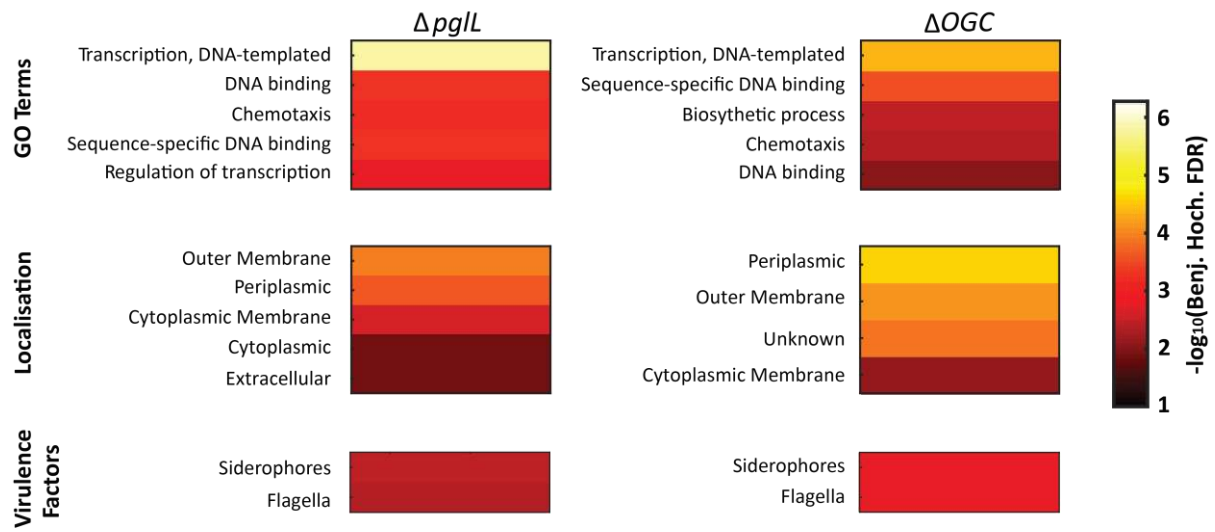 ΔpglL
ΔOGC
GO Terms
Transcription, DNA-templated
DNA binding
Chemotaxis
Sequence-specific DNA binding
Regulation of transcription
Transcription, DNA-templated
Sequence-specific DNA binding
Biosythetic process
Chemotaxis
DNA binding
Localisation
Outer Membrane
Periplasmic
Cytoplasmic Membrane
Cytoplasmic
Extracellular
Periplasmic
Outer Membrane
Unknown
Cytoplasmic Membrane
Virulence
Factors
Siderophores
Flagella
Siderophores
Flagella
6
5
4
3
2
1
-log₁₀(Benj. Hoch. FDR)